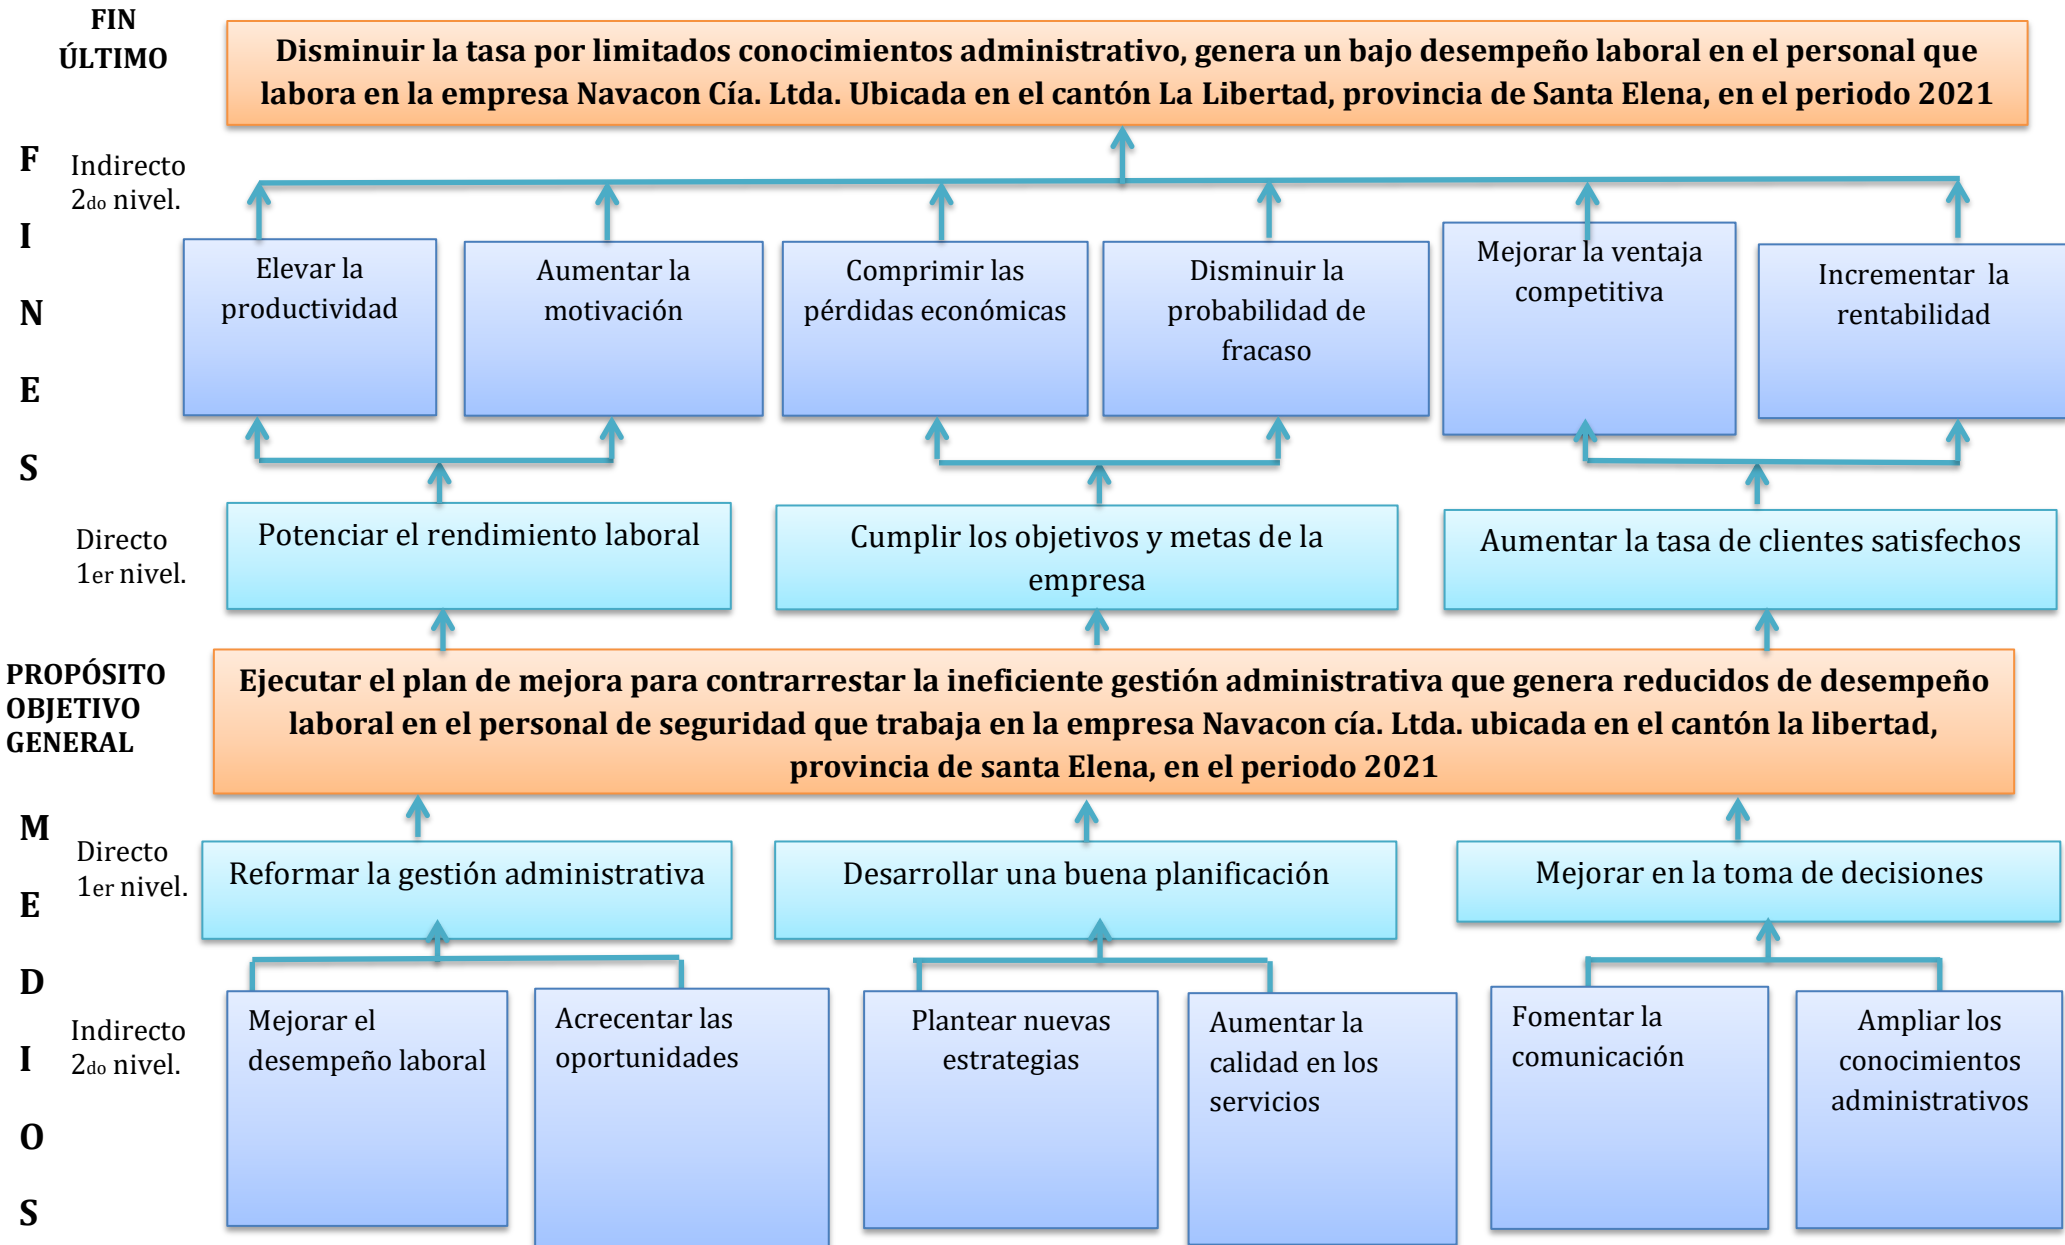 FIN
ÚLTIMO
Disminuir la tasa por limitados conocimientos administrativo, genera un bajo desempeño laboral en el personal que
labora en la empresa Navacon Cía. Ltda. Ubicada en el cantón La Libertad, provincia de Santa Elena, en el periodo 2021
F
I
N
E
S
Indirecto
2do nivel.
Elevar la
productividad
Aumentar la
motivación
Comprimir las
pérdidas económicas
Disminuir la
probabilidad de
fracaso
Mejorar la ventaja
competitiva
Incrementar la
rentabilidad
Directo
1er nivel.
Potenciar el rendimiento laboral
Cumplir los objetivos y metas de la
empresa
Aumentar la tasa de clientes satisfechos
PROPÓSITO
OBJETIVO
GENERAL
Ejecutar el plan de mejora para contrarrestar la ineficiente gestión administrativa que genera reducidos de desempeño
laboral en el personal de seguridad que trabaja en la empresa Navacon cía. Ltda. ubicada en el cantón la libertad,
provincia de santa Elena, en el periodo 2021
M
E
D
I
O
S
Directo
1er nivel.
Reformar la gestión administrativa
Desarrollar una buena planificación
Mejorar en la toma de decisiones
Indirecto
2do nivel.
Mejorar el
desempeño laboral
Acrecentar las
oportunidades
Plantear nuevas
estrategias
Aumentar la
calidad en los
servicios
Fomentar la
comunicación
Ampliar los
conocimientos
administrativos